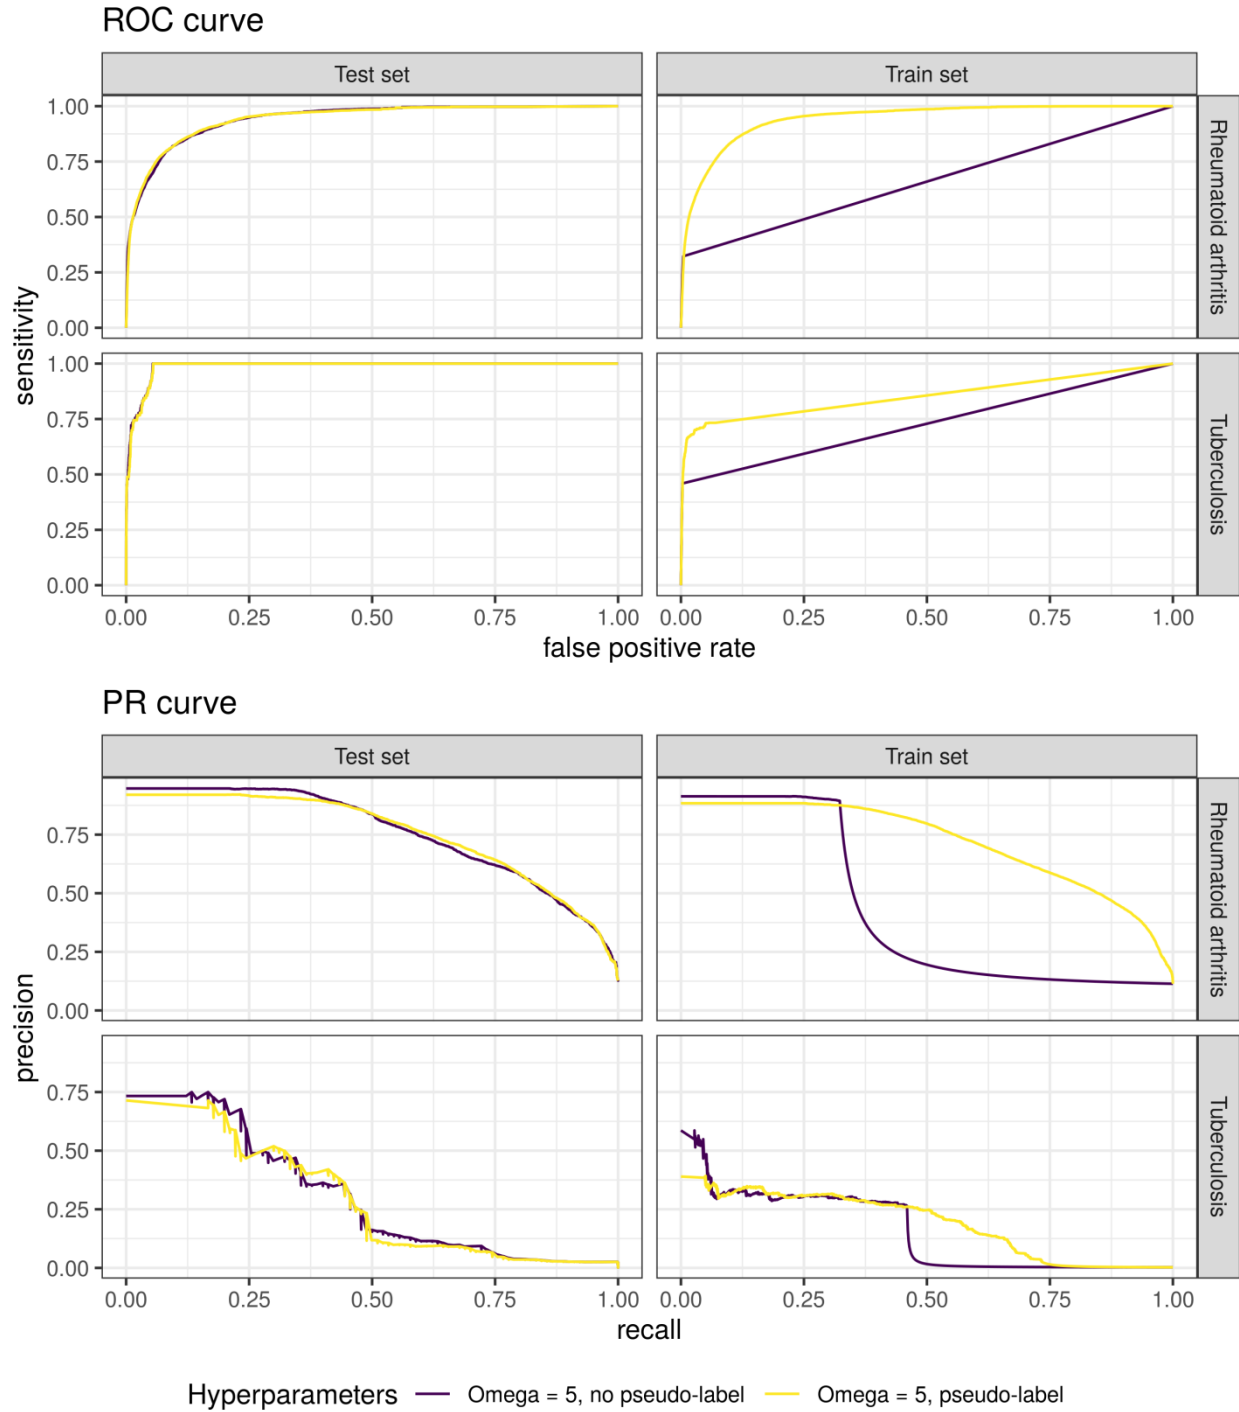 ROC curve
Test set
Train set
1.00
0.75
0.50
0.25
0.00
Rheumatoid arthritis
1.00
0.75
0.50
0.25
0.00
Tuberculosis
sensitivity
0.00 0.25 0.50 0.75 1.00
0.00 0.25 0.50 0.75 1.00
false positive rate
PR curve
Test set
Train set
0.75
0.50
0.25
0.00
Rheumatoid arthritis
0.75
0.50
0.25
0.00
Tuberculosis
precision
0.00 0.25 0.50 0.75 1.00
0.00 0.25 0.50 0.75 1.00
recall
Hyperparameters Omega = 5, no pseudo-label Omega = 5, pseudo-label